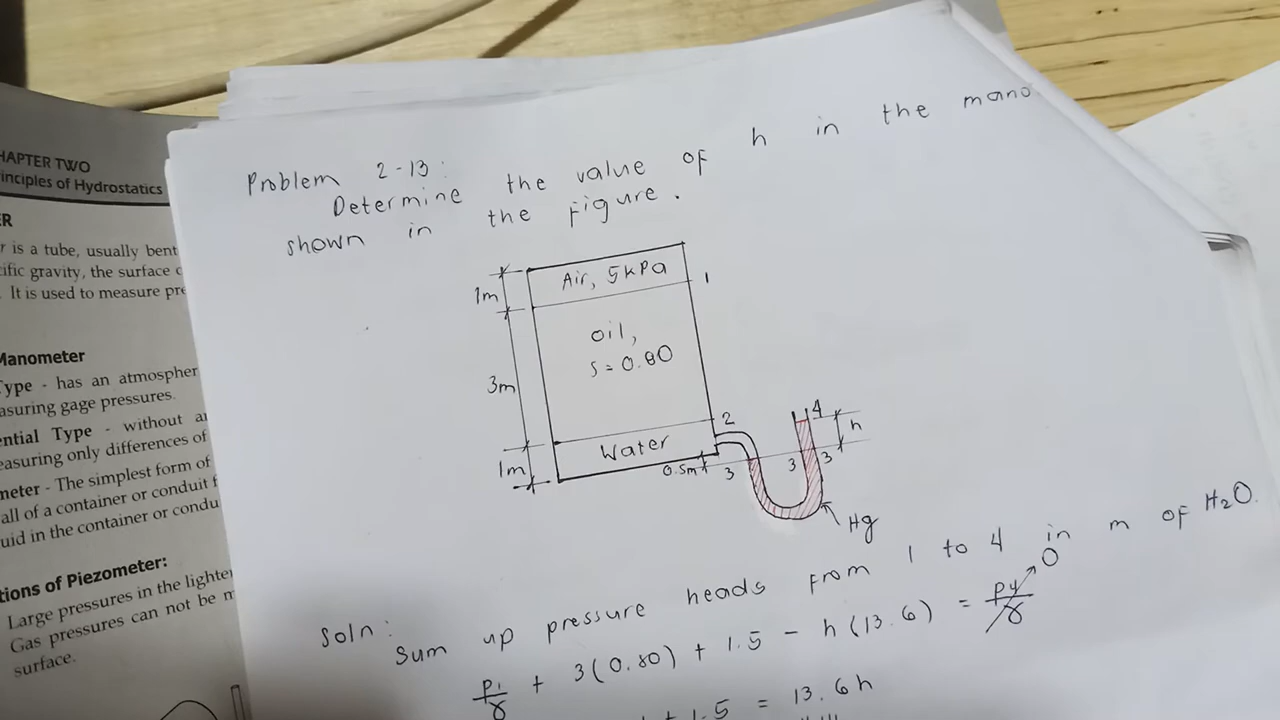 HAPTER TWO
inciples of Hydrostatics
ER
r is a tube, usually bent
ific gravity, the surface
It is used to measure pre
Manometer
Type - has an atmospher
asuring gage pressures.
ential Type - without
easuring only differences of
meter - The simplest form of
all of a container or conduit
uid in the container or condu
tions of Piezometer:
Large pressures in the lighter
Gas pressures can not be m
surface.
Problem 2-13:
Determine the value of h in the mano
shown in the figure.
1m
Air, 5kPa
1
oil,
s=0.80
3m
2
4
h
Water
1m
0.5m
3
3
3
Hg
Soln:
Sum up pressure heads from 1 to 4 in m of H2O.
P1/γ + 3(0.80) + 1.5 - h(13.6) = P4/γ 0
+ 1.5 = 13.6h